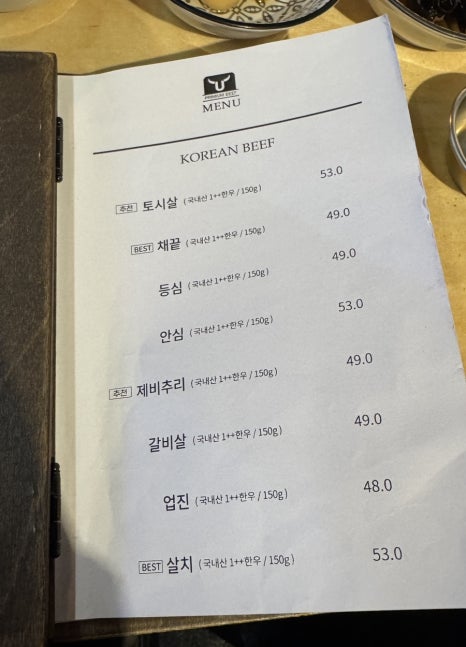 PREMIUM BEEF
MENU
KOREAN BEEF
추천 토시살 (국내산 1++한우 / 150g) 53.0
BEST 채끝 (국내산 1++한우 / 150g) 49.0
등심 (국내산 1++한우 / 150g) 49.0
안심 (국내산 1++한우 / 150g) 53.0
추천 제비추리 (국내산 1++한우 / 150g) 49.0
갈비살 (국내산 1++한우 / 150g) 49.0
업진 (국내산 1++한우 / 150g) 48.0
BEST 살치 (국내산 1++한우 / 150g) 53.0